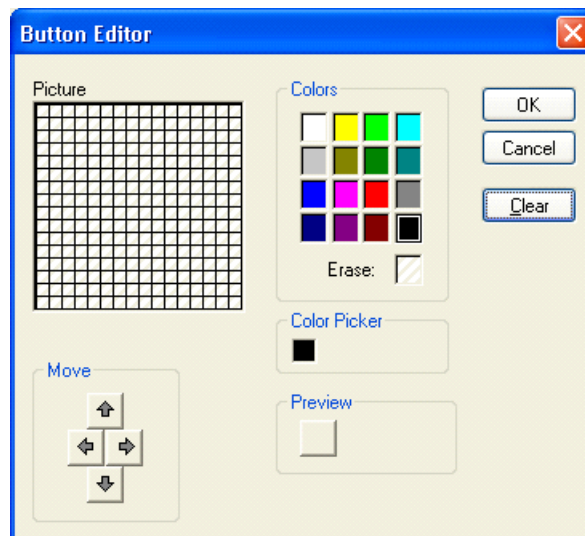 Button Editor
Picture
Colors
OK
Cancel
Clear
Erase:
Color Picker
Move
Preview